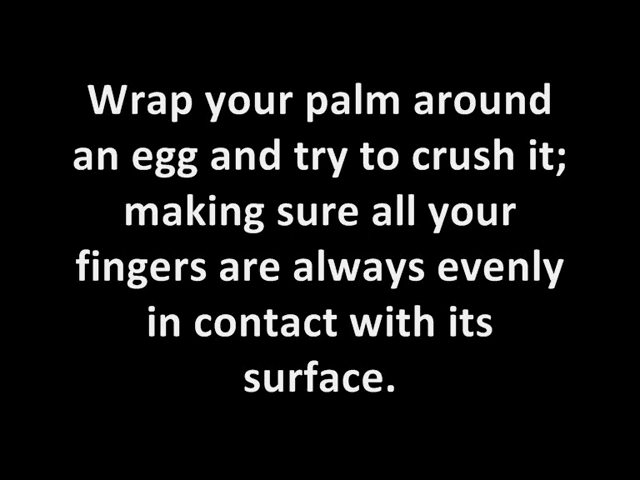 Wrap your palm around
an egg and try to crush it;
making sure all your
fingers are always evenly
in contact with its
surface.